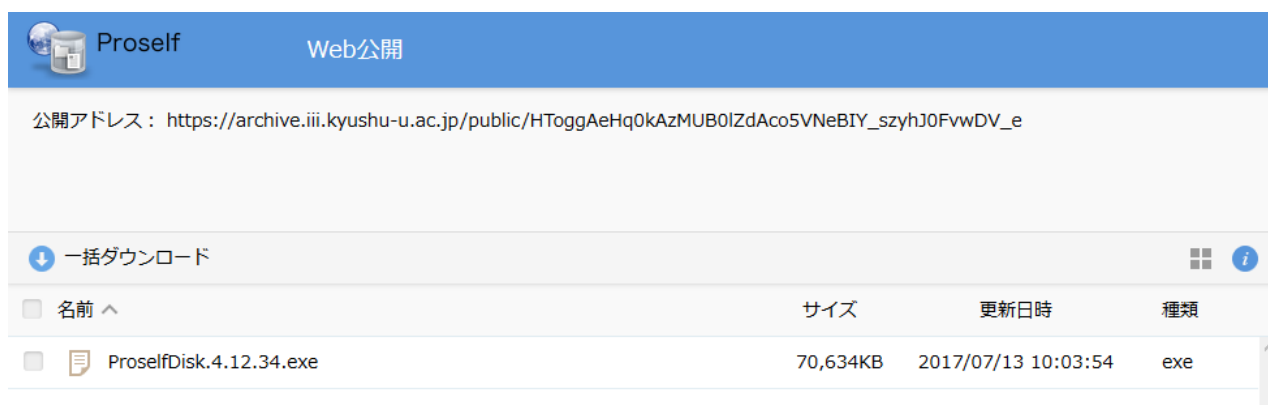 Proself Web公開
公開アドレス： https://archive.iii.kyushu-u.ac.jp/public/HToggAeHq0kAzMUB0lZdAco5VNeBIY_szyhJ0FvwDV_e
一括ダウンロード
名前 サイズ 更新日時 種類
ProselfDisk.4.12.34.exe 70,634KB 2017/07/13 10:03:54 exe